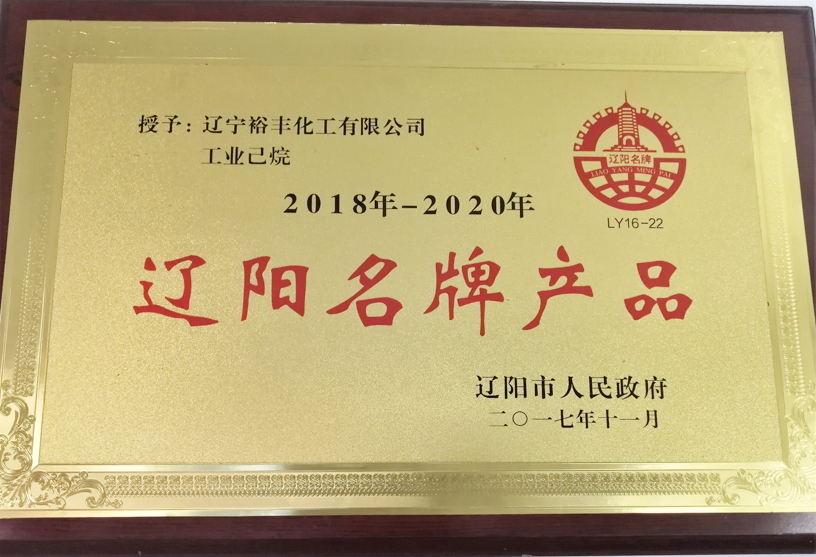 授予：辽宁裕丰化工有限公司
工业己烷
辽阳名牌
LIAO YANG MING PAI
LY16-22
2018年-2020年
辽阳名牌产品
辽阳市人民政府
二〇一七年十一月